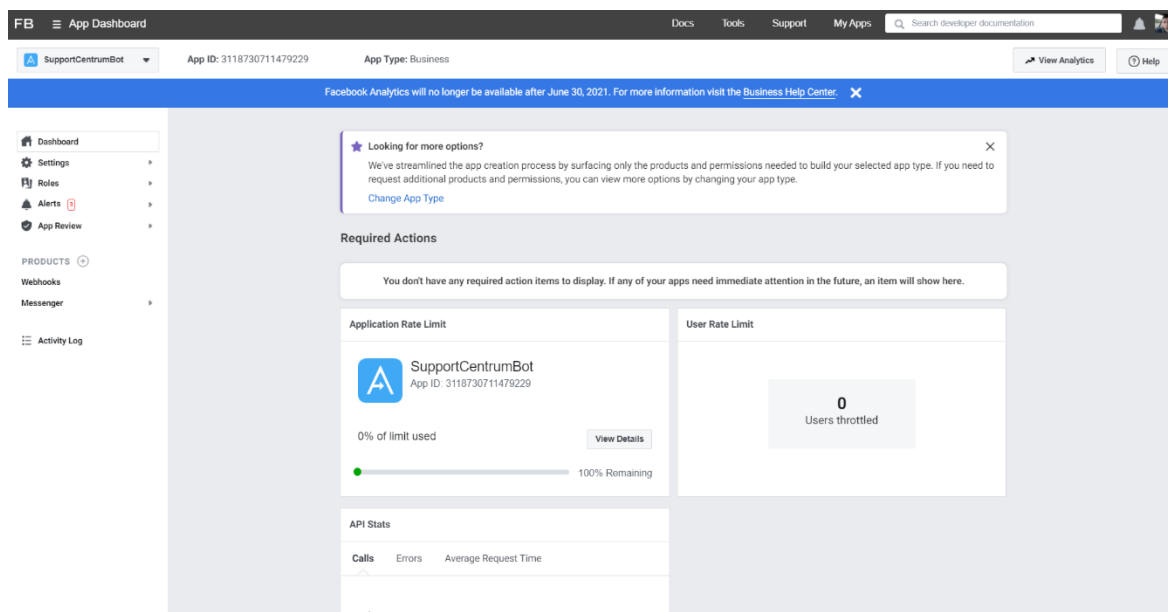 FB App Dashboard Docs Tools Support My Apps Search developer documentation
SupportCentrumBot App ID: 3118730711479229 App Type: Business View Analytics Help
Facebook Analytics will no longer be available after June 30, 2021. For more information visit the Business Help Center.
Dashboard
Settings
Roles
Alerts 3
App Review
PRODUCTS
Webhooks
Messenger
Activity Log
Looking for more options?
We've streamlined the app creation process by surfacing only the products and permissions needed to build your selected app type. If you need to
request additional products and permissions, you can view more options by changing your app type.
Change App Type
Required Actions
You don't have any required action items to display. If any of your apps need immediate attention in the future, an item will show here.
Application Rate Limit
SupportCentrumBot
App ID: 3118730711479229
0% of limit used View Details
100% Remaining
User Rate Limit
0
Users throttled
API Stats
Calls Errors Average Request Time